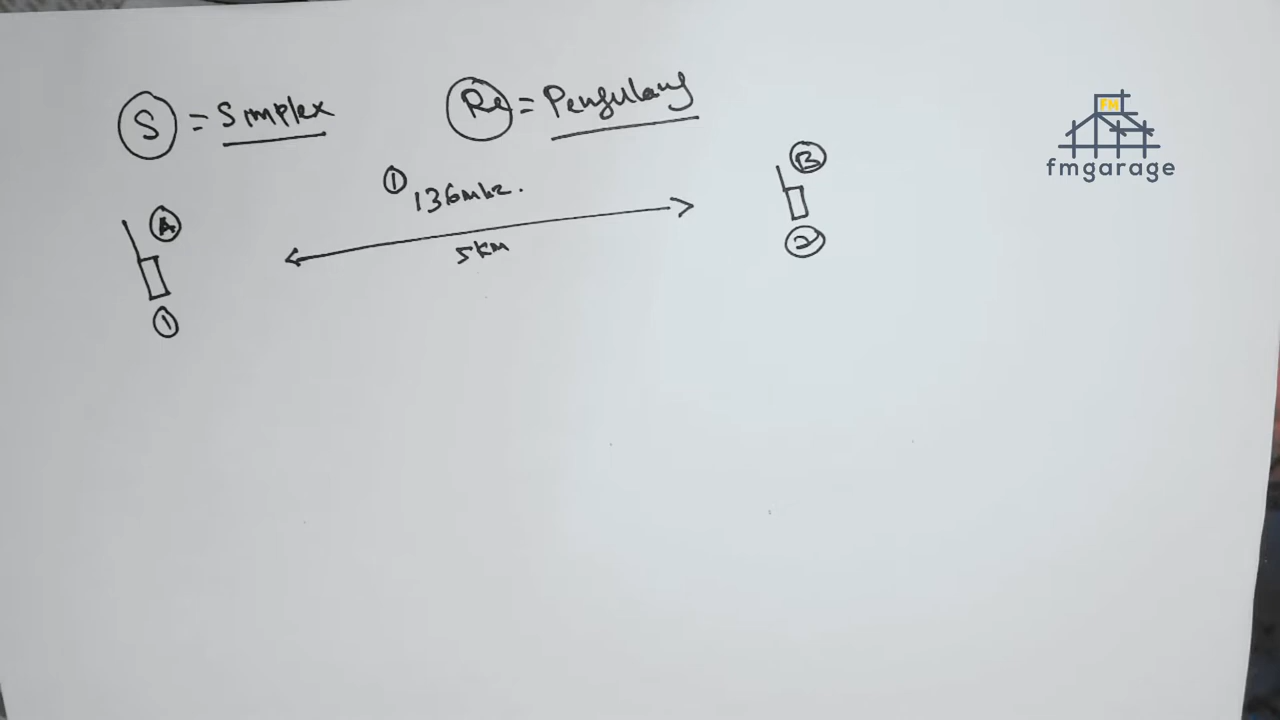 S = Simplex
Re = Pengulang
① 136mhz.
5km
A
①
B
②
FM
fmgarage